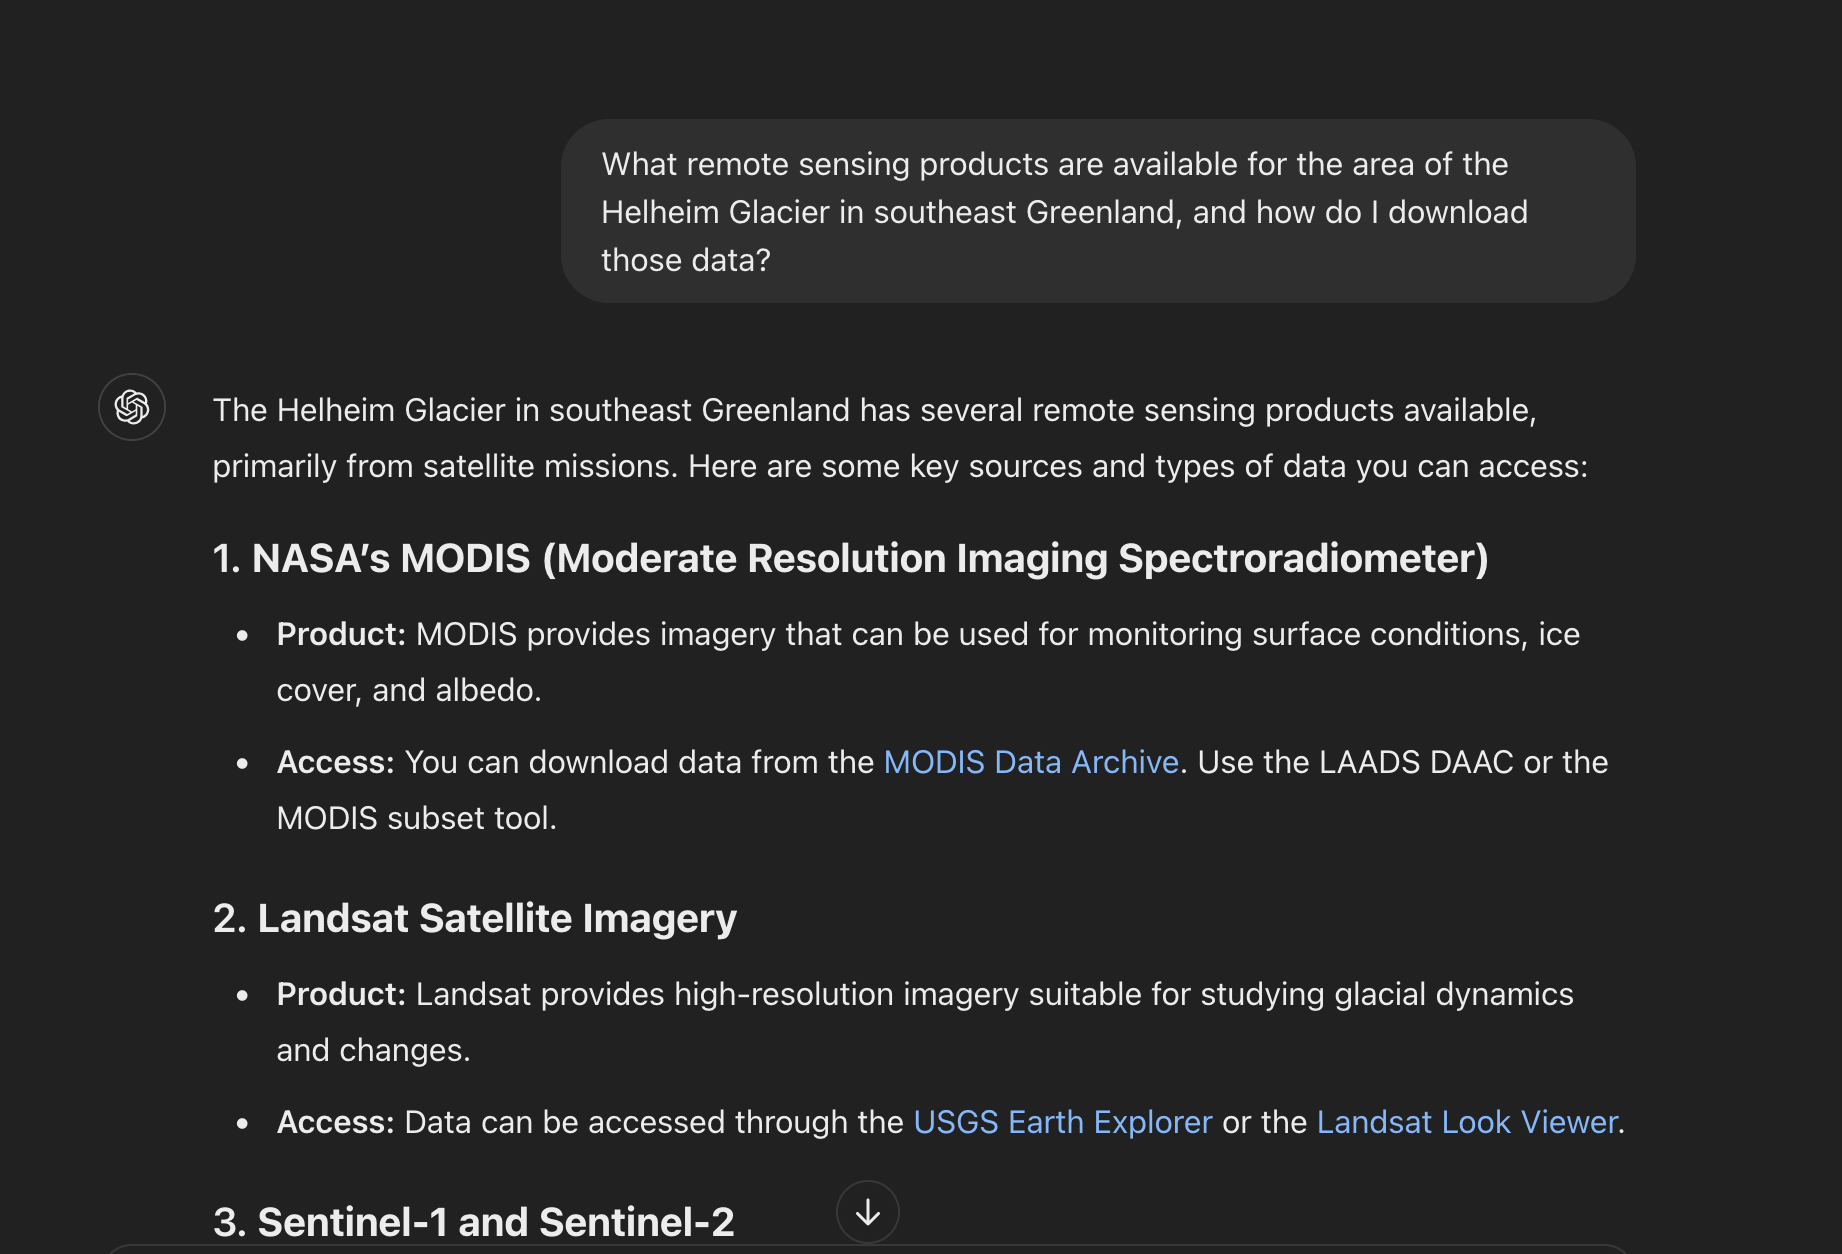 What remote sensing products are available for the area of the
Helheim Glacier in southeast Greenland, and how do I download
those data?
The Helheim Glacier in southeast Greenland has several remote sensing products available,
primarily from satellite missions. Here are some key sources and types of data you can access:
1. NASA’s MODIS (Moderate Resolution Imaging Spectroradiometer)
• Product: MODIS provides imagery that can be used for monitoring surface conditions, ice
cover, and albedo.
• Access: You can download data from the MODIS Data Archive. Use the LAADS DAAC or the
MODIS subset tool.
2. Landsat Satellite Imagery
• Product: Landsat provides high-resolution imagery suitable for studying glacial dynamics
and changes.
• Access: Data can be accessed through the USGS Earth Explorer or the Landsat Look Viewer.
3. Sentinel-1 and Sentinel-2